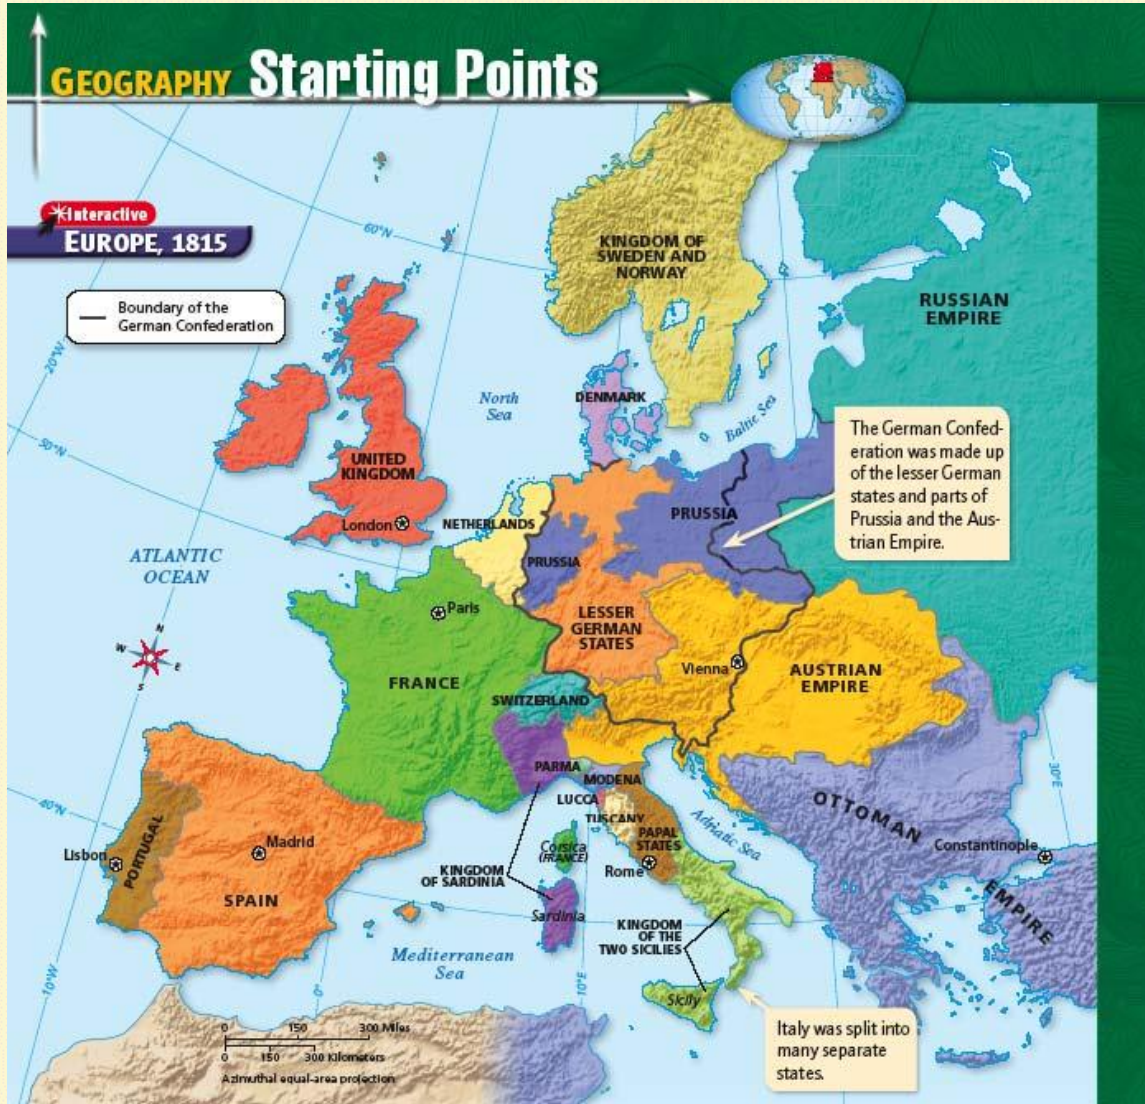 GEOGRAPHY Starting Points
Interactive
EUROPE, 1815
Boundary of the
German Confederation
60°N
20°W
50°N
40°N
10°W
0°
10°E
30°E
KINGDOM OF
SWEDEN AND
NORWAY
RUSSIAN
EMPIRE
North
Sea
DENMARK
Baltic Sea
The German Confed-
eration was made up
of the lesser German
states and parts of
Prussia and the Aus-
trian Empire.
UNITED
KINGDOM
London
NETHERLANDS
PRUSSIA
PRUSSIA
ATLANTIC
OCEAN
N
W
E
S
Paris
LESSER
GERMAN
STATES
FRANCE
Vienna
AUSTRIAN
EMPIRE
SWITZERLAND
PARMA
MODENA
LUCCA
TUSCANY
PAPAL
STATES
Rome
Adriatic Sea
OTTOMAN
EMPIRE
Constantinople
Lisbon
PORTUGAL
Madrid
SPAIN
Corsica
(FRANCE)
KINGDOM
OF SARDINIA
Sardinia
KINGDOM
OF THE
TWO SICILIES
Mediterranean
Sea
Sicily
Italy was split into
many separate
states.
0 150 300 Miles
0 150 300 Kilometers
Azimuthal equal-area projection